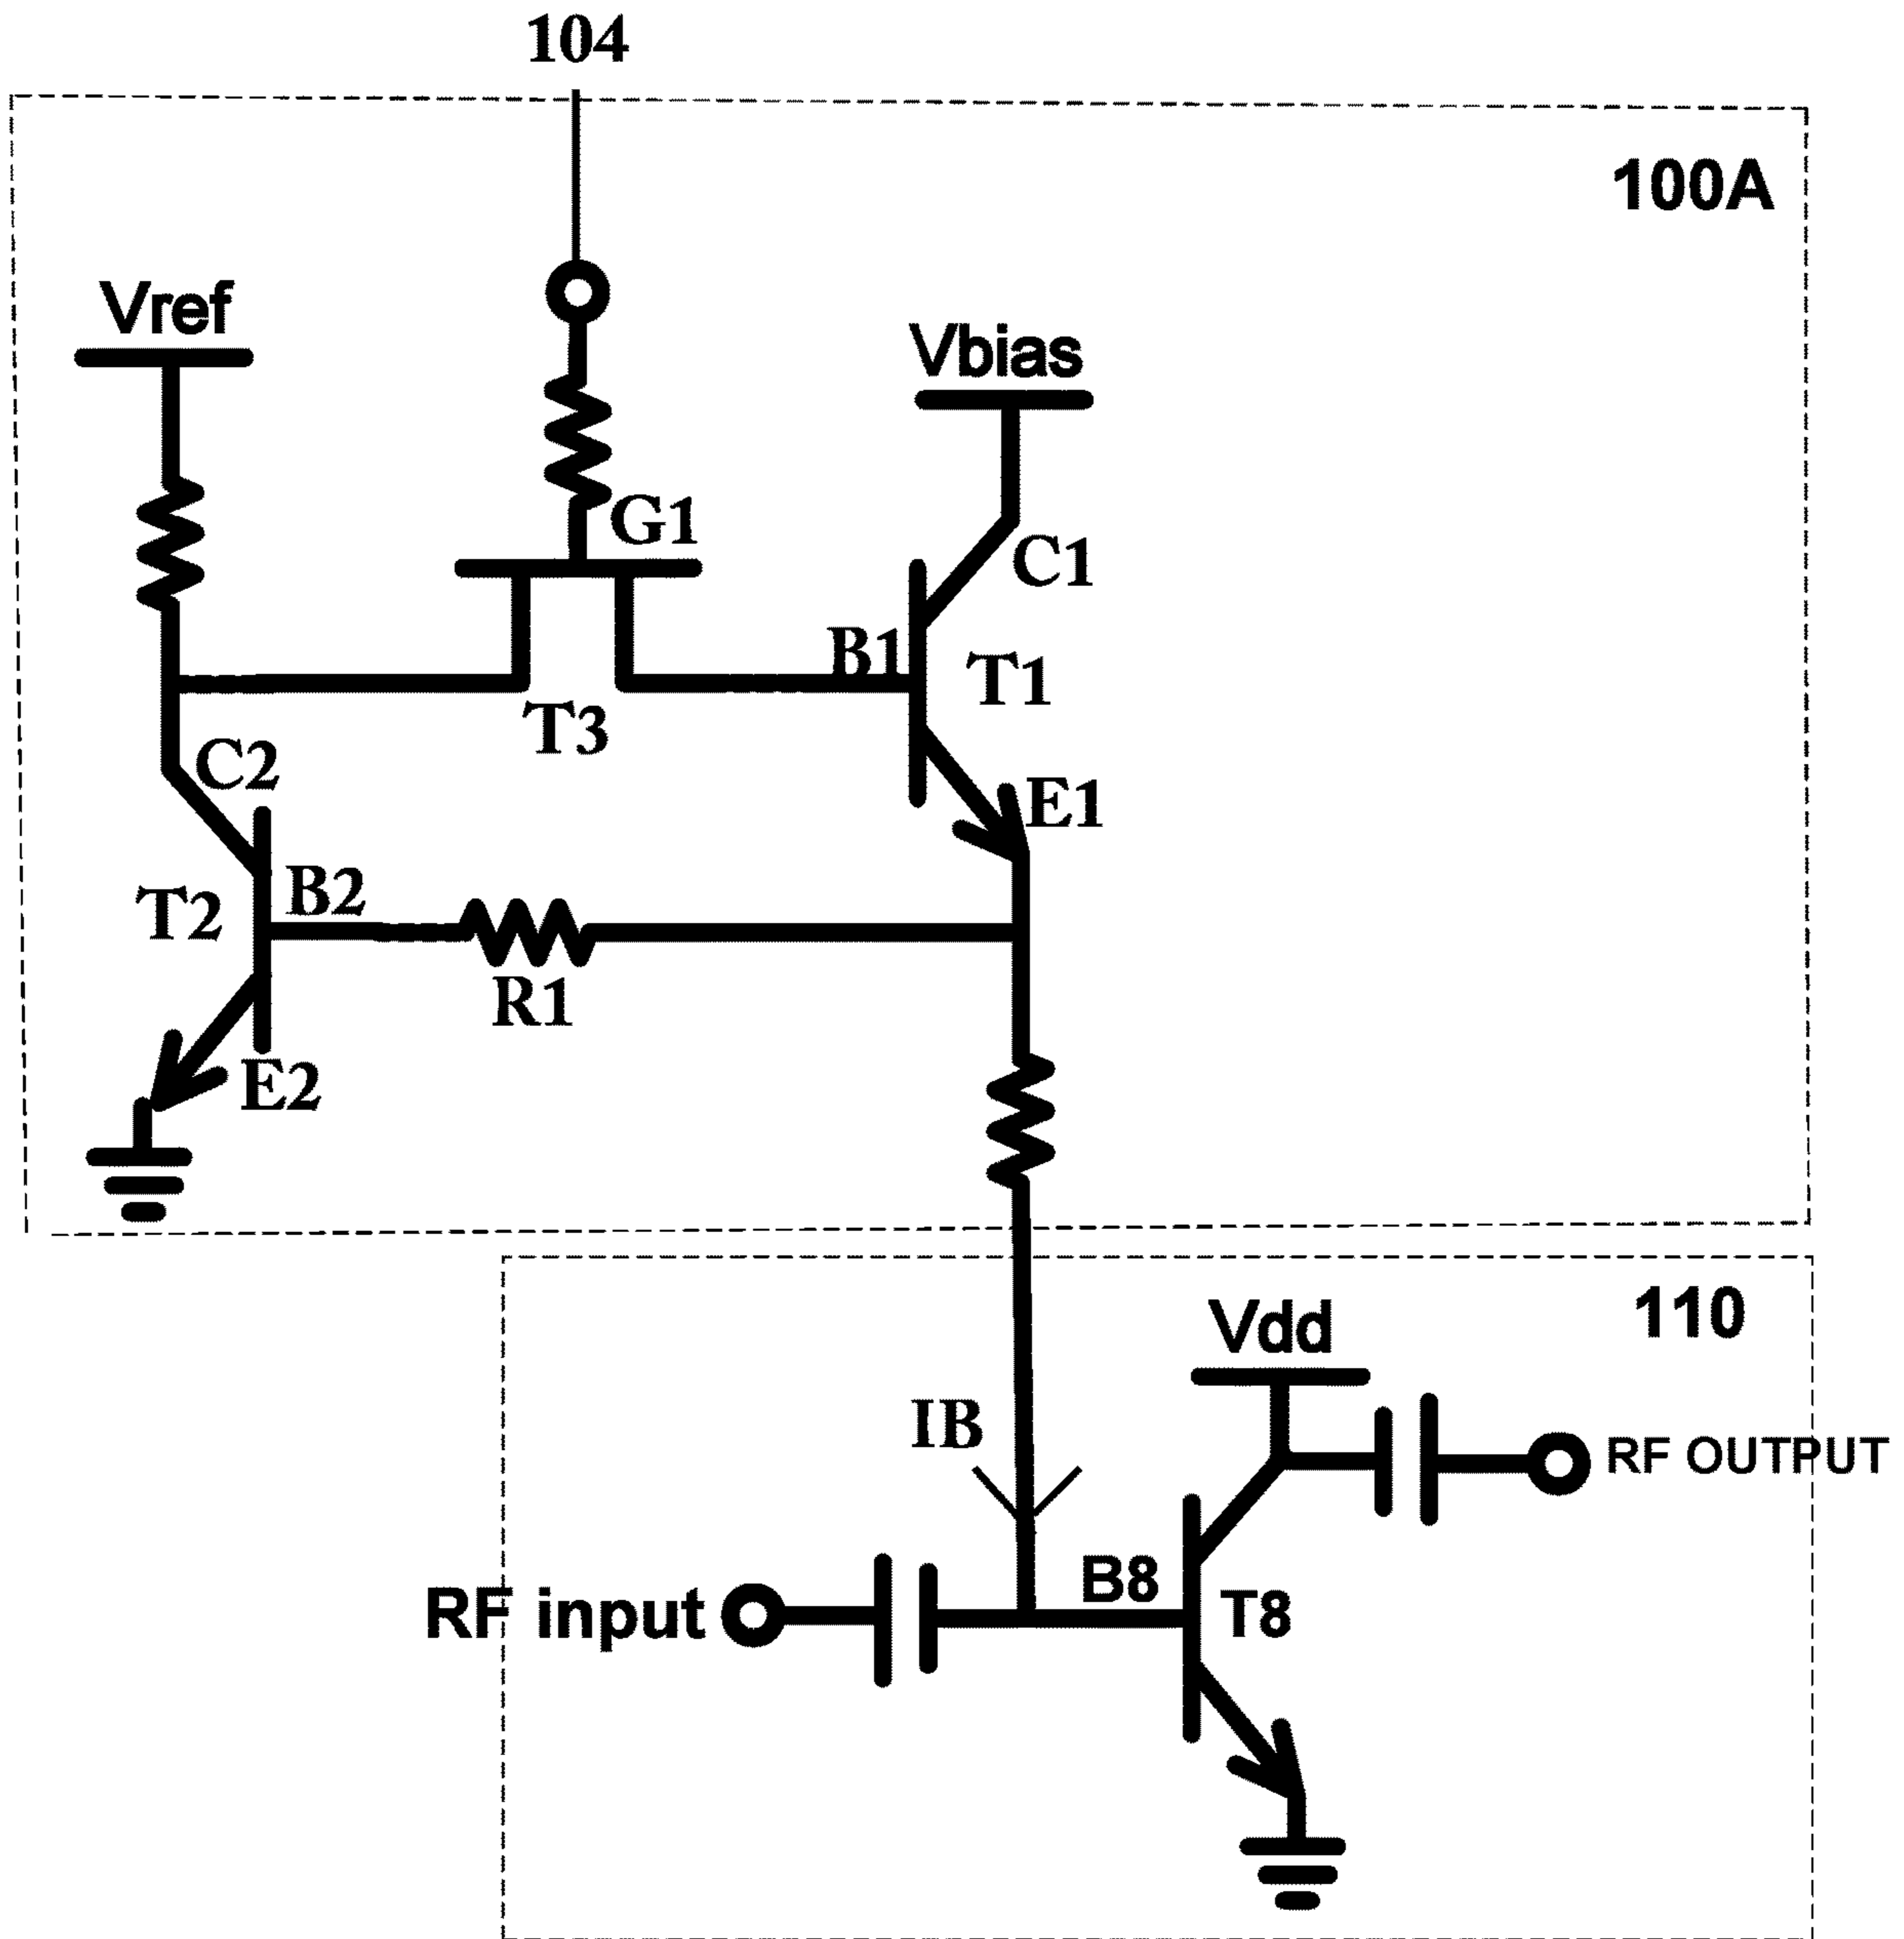 104
100A
Vref
Vbias
G1
C1
B1
T1
T3
C2
E1
B2
T2
R1
E2
110
Vdd
IB
RF OUTPUT
B8
RF input
T8